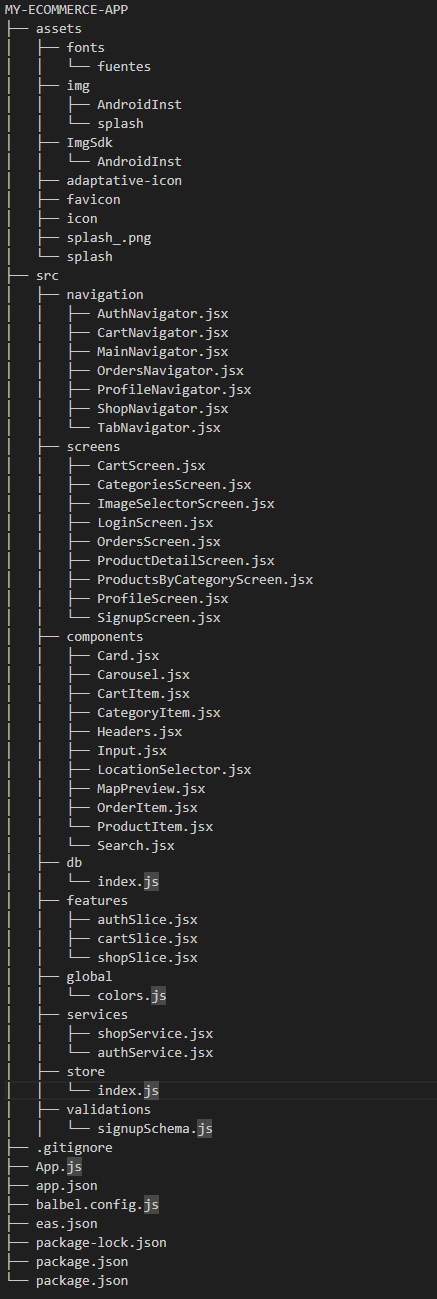 MY-ECOMMERCE-APP
├── assets
│   ├── fonts
│   │   └── fuentes
│   ├── img
│   │   ├── AndroidInst
│   │   └── splash
│   ├── ImgSdk
│   │   └── AndroidInst
│   ├── adaptative-icon
│   ├── favicon
│   ├── icon
│   ├── splash_.png
│   └── splash
├── src
│   ├── navigation
│   │   ├── AuthNavigator.jsx
│   │   ├── CartNavigator.jsx
│   │   ├── MainNavigator.jsx
│   │   ├── OrdersNavigator.jsx
│   │   ├── ProfileNavigator.jsx
│   │   ├── ShopNavigator.jsx
│   │   └── TabNavigator.jsx
│   ├── screens
│   │   ├── CartScreen.jsx
│   │   ├── CategoriesScreen.jsx
│   │   ├── ImageSelectorScreen.jsx
│   │   ├── LoginScreen.jsx
│   │   ├── OrdersScreen.jsx
│   │   ├── ProductDetailScreen.jsx
│   │   ├── ProductsByCategoryScreen.jsx
│   │   ├── ProfileScreen.jsx
│   │   └── SignupScreen.jsx
│   ├── components
│   │   ├── Card.jsx
│   │   ├── Carousel.jsx
│   │   ├── CartItem.jsx
│   │   ├── CategoryItem.jsx
│   │   ├── Headers.jsx
│   │   ├── Input.jsx
│   │   ├── LocationSelector.jsx
│   │   ├── MapPreview.jsx
│   │   ├── OrderItem.jsx
│   │   └── ProductItem.jsx
│   │   └── Search.jsx
│   ├── db
│   │   └── index.js
│   ├── features
│   │   ├── authSlice.jsx
│   │   ├── cartSlice.jsx
│   │   └── shopSlice.jsx
│   ├── global
│   │   └── colors.js
│   ├── services
│   │   ├── shopService.jsx
│   │   └── authService.jsx
│   ├── store
│   │   └── index.js
│   ├── validations
│   │   └── signupSchema.js
├── .gitignore
├── App.js
├── app.json
├── balbel.config.js
├── eas.json
├── package-lock.json
├── package.json
└── package.json